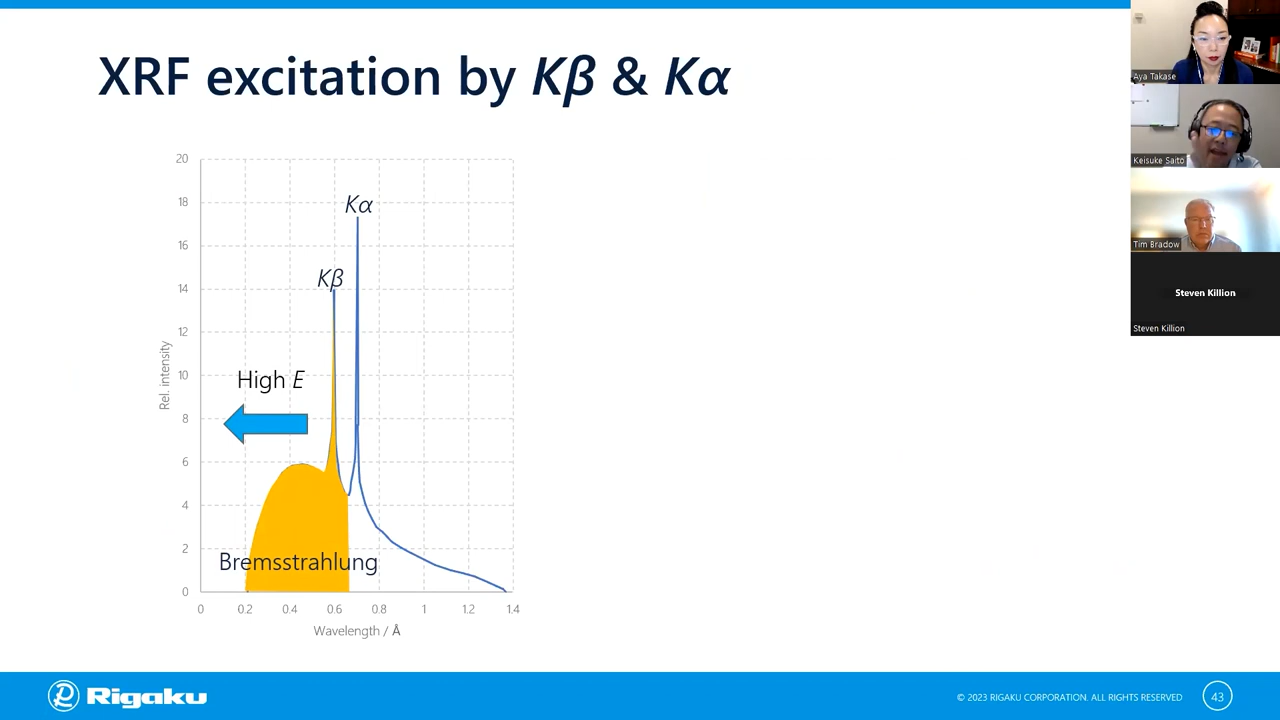 XRF excitation by Kβ & Kα
20
18
16
14
12
10
8
6
4
2
0
Rel. intensity
Kα
Kβ
High E
Bremsstrahlung
0 0.2 0.4 0.6 0.8 1 1.2 1.4
Wavelength / Å
Aya Takase
Keisuke Saito
Tim Bradow
Steven Killion
Steven Killion
Rigaku
© 2023 RIGAKU CORPORATION. ALL RIGHTS RESERVED
43